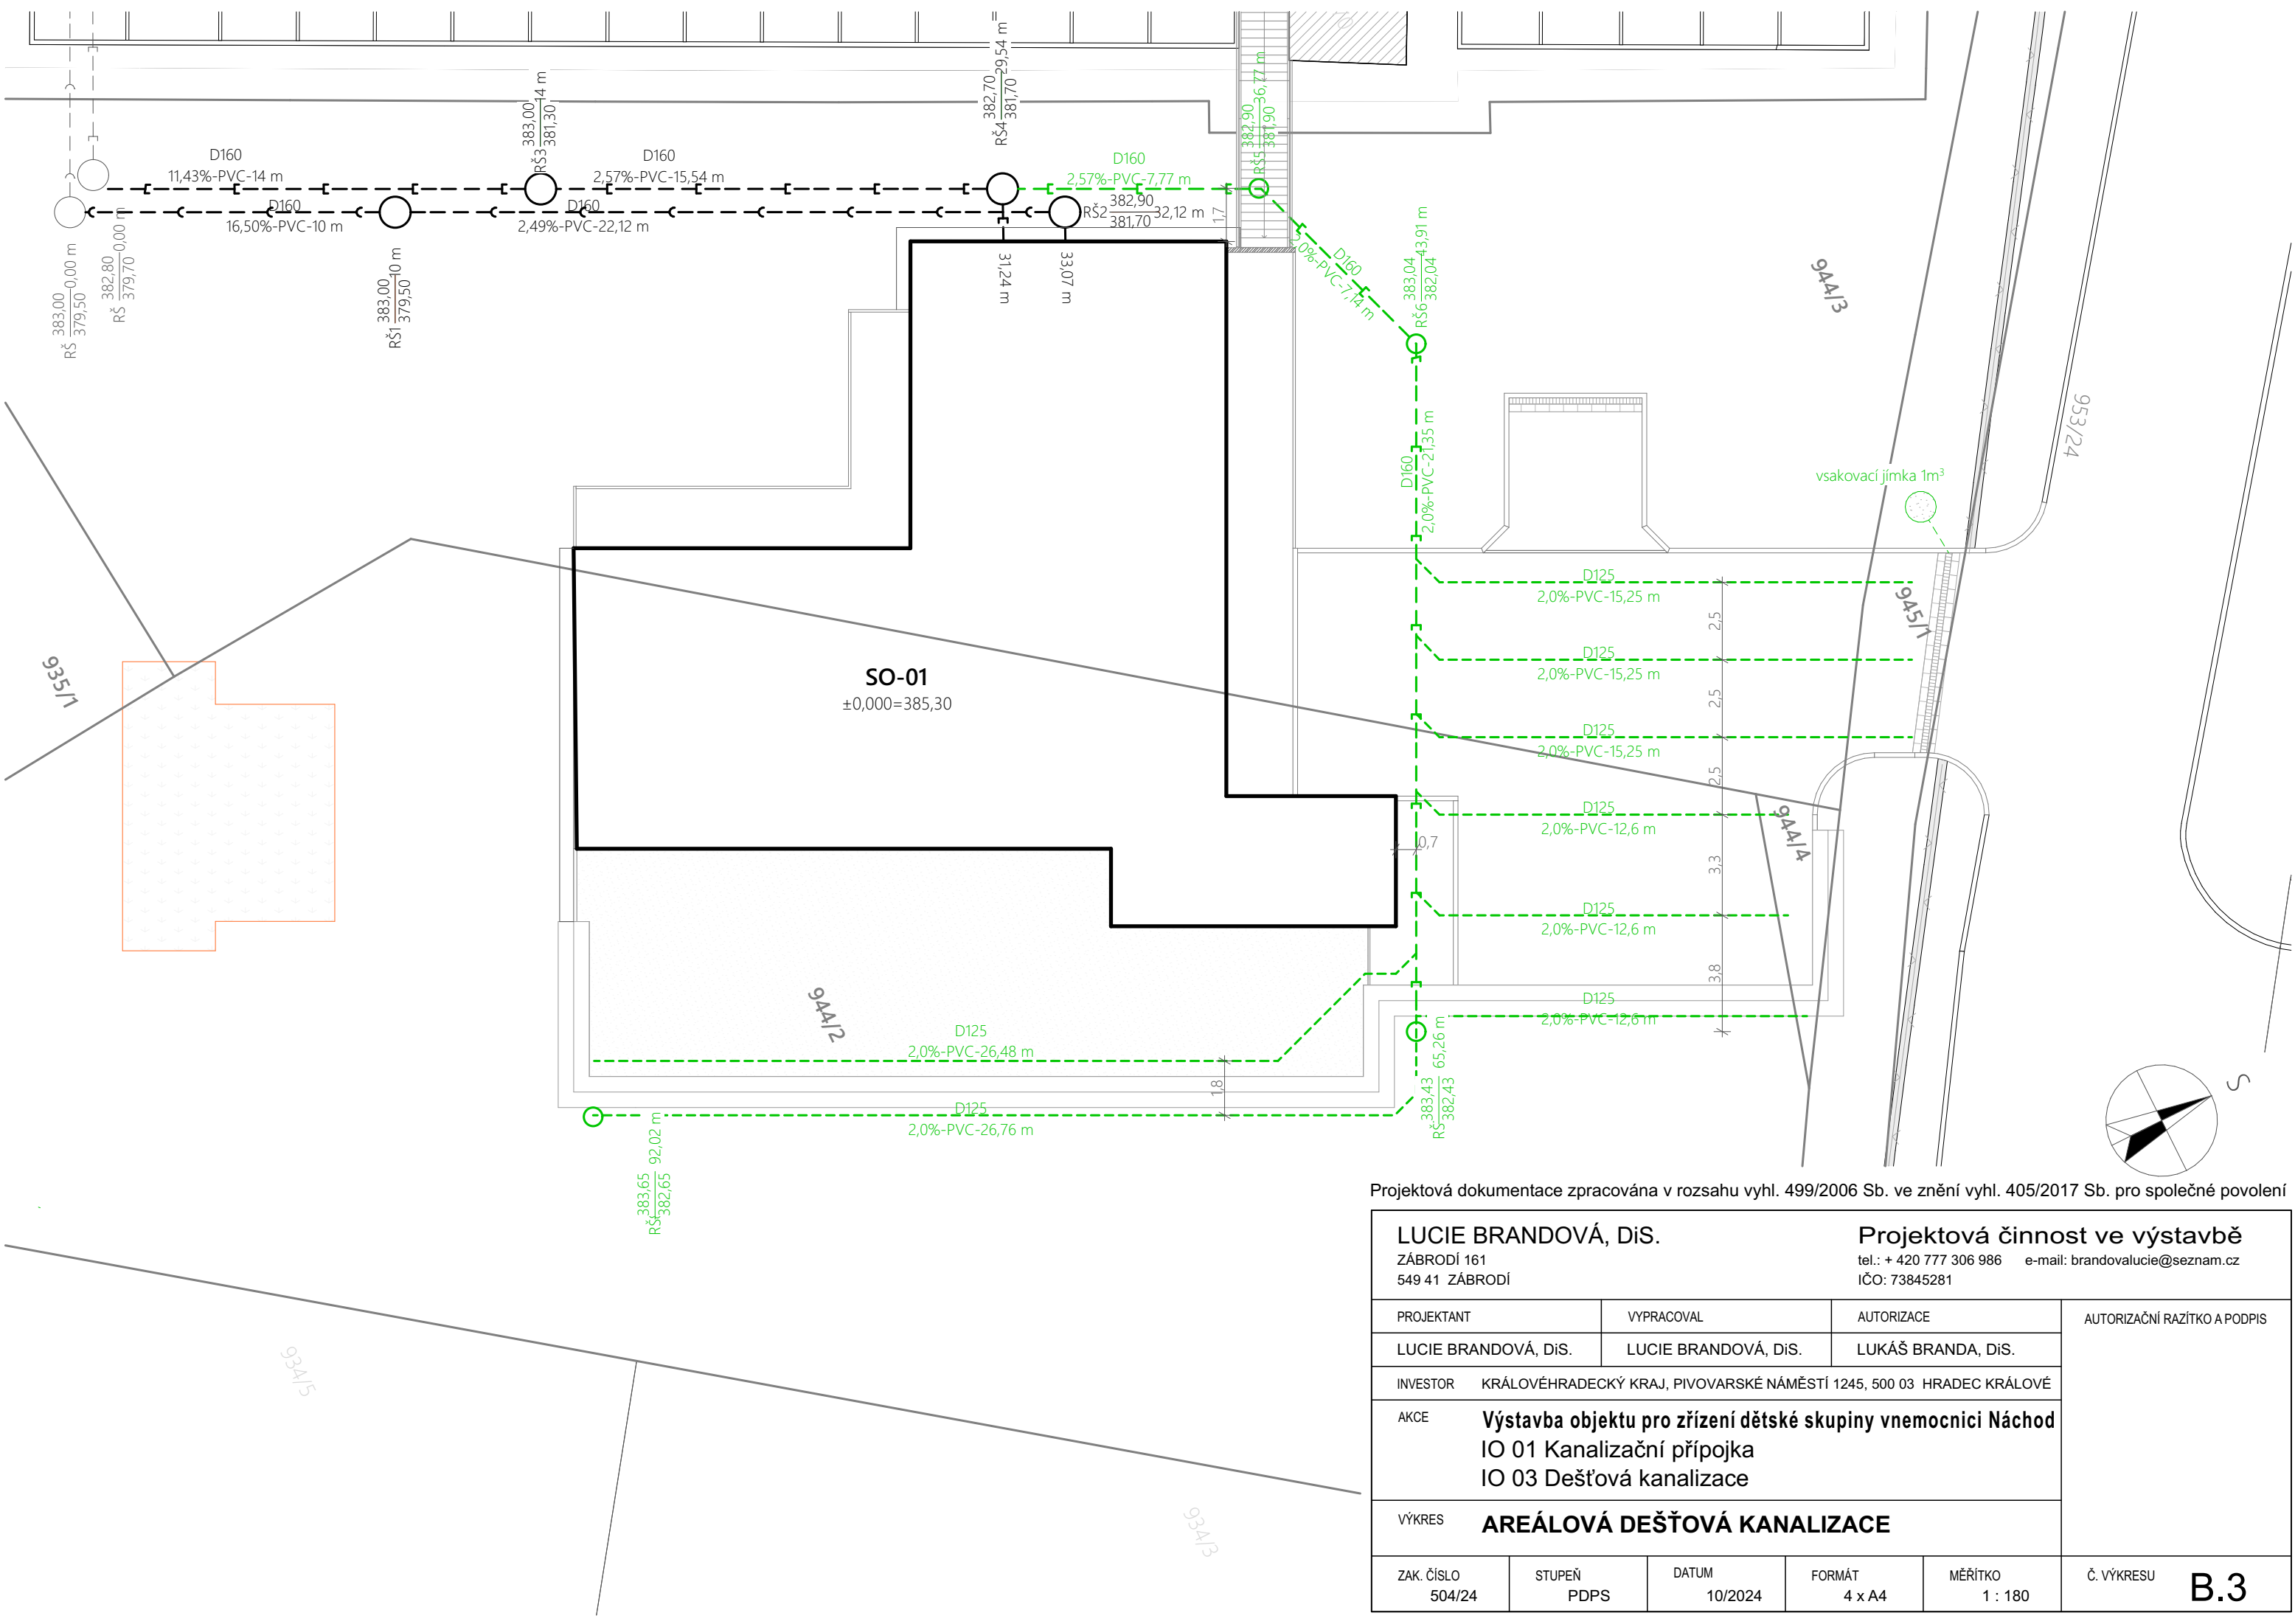 383,00 14 m
RŠ3 381,30
382,70 29,54 m
RŠ4 381,70
382,90 36,77 m
RŠ5 381,90
D160
11,43%-PVC-14 m
D160
2,57%-PVC-15,54 m
D160
2,57%-PVC-7,77 m
D160
16,50%-PVC-10 m
D160
2,49%-PVC-22,12 m
RŠ2 382,90 32,12 m
381,70
1,7
383,00 0,00 m
RŠ 379,50
382,80 0,00 m
RŠ 379,70
383,00 10 m
RŠ1 379,50
31,24 m
33,07 m
D160
2,0%-PVC-7,14 m
383,04 43,91 m
RŠ6 382,04
944/3
953/24
D160
2,0%-PVC-21,35 m
vsakovací jímka 1m³
D125
2,0%-PVC-15,25 m
2,5
945/1
D125
2,0%-PVC-15,25 m
2,5
D125
2,0%-PVC-15,25 m
2,5
935/1
SO-01
±0,000=385,30
D125
2,0%-PVC-12,6 m
944/4
0,7
3,3
D125
2,0%-PVC-12,6 m
3,8
D125
2,0%-PVC-12,6 m
944/2
D125
2,0%-PVC-26,48 m
1,8
D125
2,0%-PVC-26,76 m
383,43 65,26 m
RŠ 382,43
383,65 92,02 m
RŠ 382,65
S
934/5
934/3
Projektová dokumentace zpracována v rozsahu vyhl. 499/2006 Sb. ve znění vyhl. 405/2017 Sb. pro společné povolení
LUCIE BRANDOVÁ, DiS.
ZÁBRODÍ 161
549 41 ZÁBRODÍ
Projektová činnost ve výstavbě
tel.: + 420 777 306 986 e-mail: brandovalucie@seznam.cz
IČO: 73845281
PROJEKTANT VYPRACOVAL AUTORIZACE AUTORIZAČNÍ RAZÍTKO A PODPIS
LUCIE BRANDOVÁ, DiS. LUCIE BRANDOVÁ, DiS. LUKÁŠ BRANDA, DiS.
INVESTOR KRÁLOVÉHRADECKÝ KRAJ, PIVOVARSKÉ NÁMĚSTÍ 1245, 500 03 HRADEC KRÁLOVÉ
AKCE Výstavba objektu pro zřízení dětské skupiny vnemocnici Náchod
IO 01 Kanalizační přípojka
IO 03 Dešťová kanalizace
VÝKRES AREÁLOVÁ DEŠŤOVÁ KANALIZACE
ZAK. ČÍSLO STUPEŇ DATUM FORMÁT MĚŘÍTKO Č. VÝKRESU B.3
504/24 PDPS 10/2024 4 x A4 1 : 180